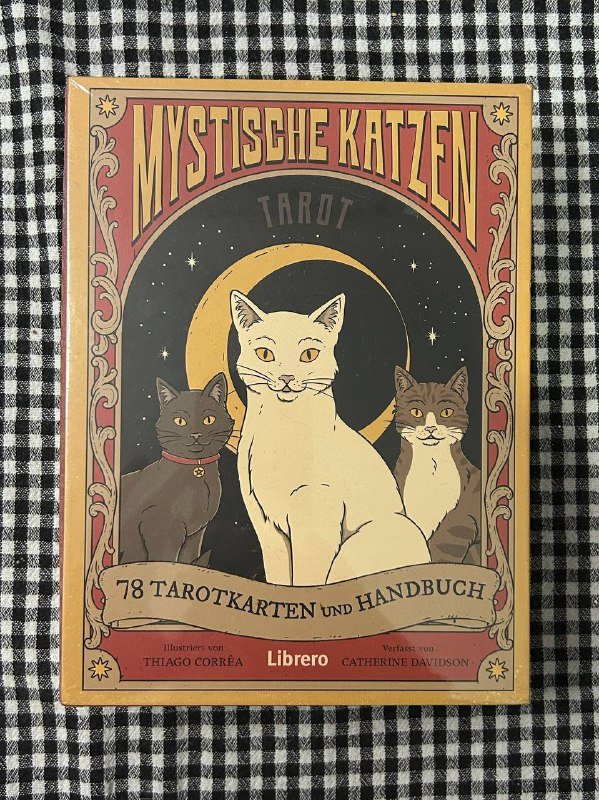 MYSTISCHE KATZEN
TAROT
78 TAROTKARTEN UND HANDBUCH
Illustriert von
THIAGO CORRÊA
Librero
Verfasst von
CATHERINE DAVIDSON